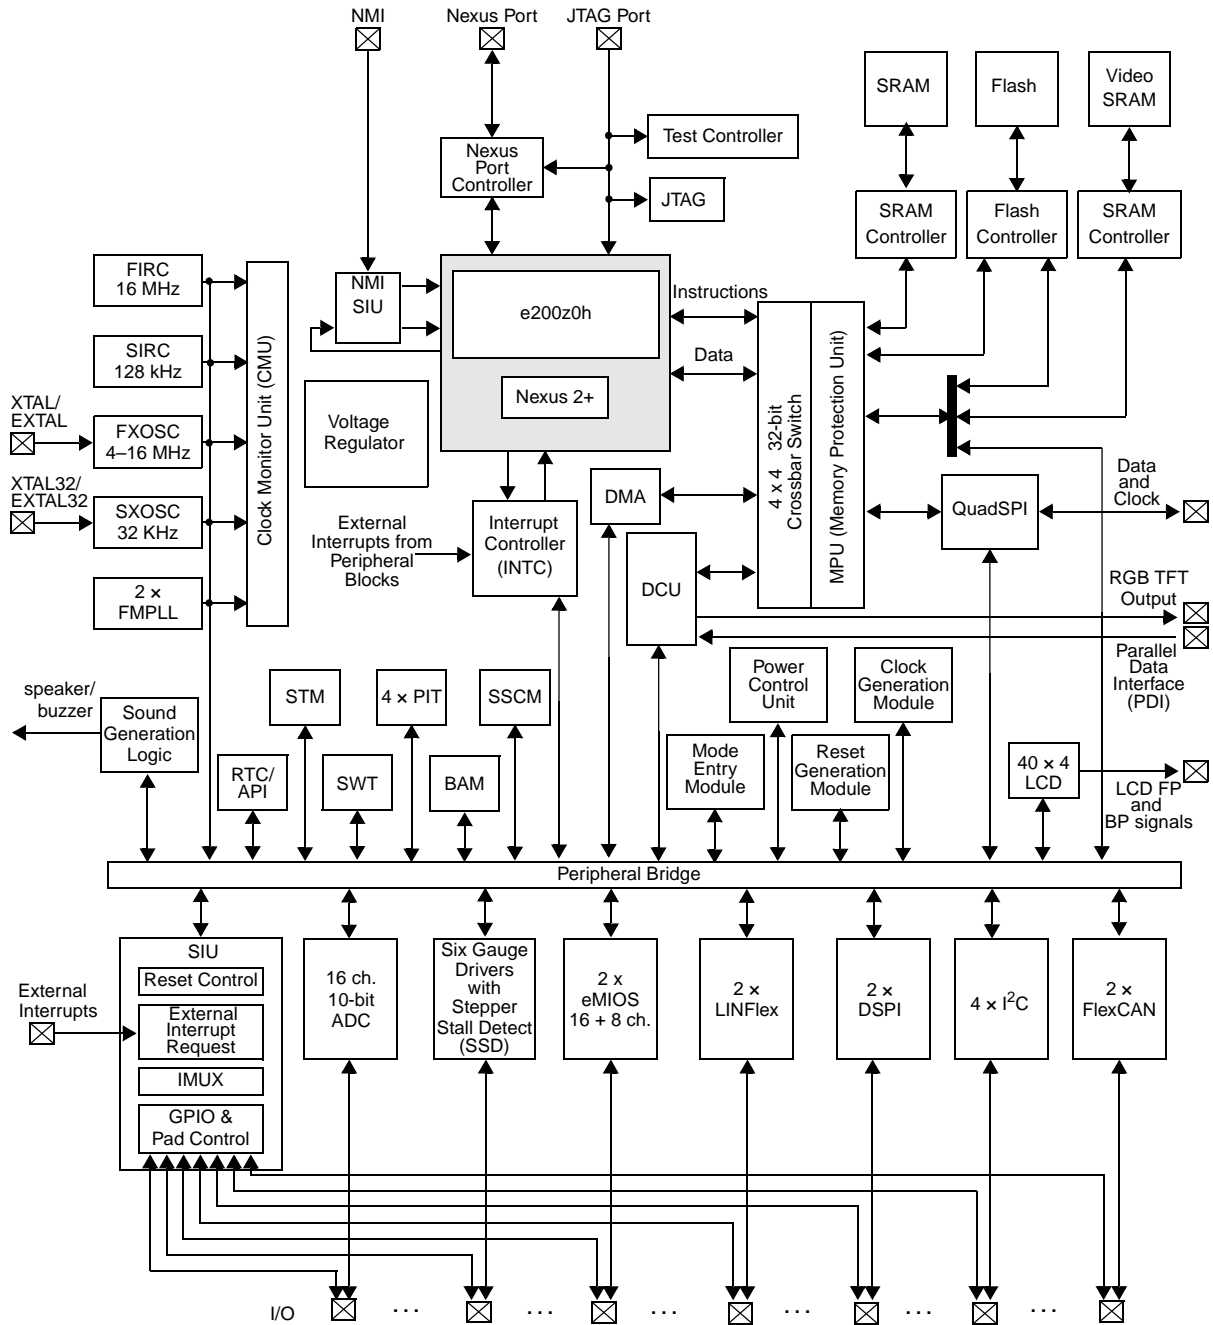 NMI
Nexus Port
JTAG Port
SRAM
Flash
Video
SRAM
Test Controller
Nexus
Port
Controller
JTAG
SRAM
Controller
Flash
Controller
SRAM
Controller
FIRC
16 MHz
SIRC
128 kHz
XTAL/
EXTAL
FXOSC
4–16 MHz
XTAL32/
EXTAL32
SXOSC
32 KHz
2 ×
FMPLL
Clock Monitor Unit (CMU)
NMI
SIU
e200z0h
Nexus 2+
Voltage
Regulator
Instructions
Data
4 x 4 32-bit
Crossbar Switch
MPU (Memory Protection Unit)
External
Interrupts from
Peripheral
Blocks
Interrupt
Controller
(INTC)
DMA
DCU
QuadSPI
Data
and
Clock
RGB TFT
Output
Parallel
Data
Interface
(PDI)
speaker/
buzzer
Sound
Generation
Logic
STM
4 × PIT
SSCM
Power
Control
Unit
Clock
Generation
Module
RTC/
API
SWT
BAM
Mode
Entry
Module
Reset
Generation
Module
40 × 4
LCD
LCD FP
and
BP signals
Peripheral Bridge
SIU
Reset Control
External
Interrupt
Request
IMUX
GPIO &
Pad Control
External
Interrupts
16 ch.
10-bit
ADC
Six Gauge
Drivers
with
Stepper
Stall Detect
(SSD)
2 x
eMIOS
16 + 8 ch.
2 ×
LINFlex
2 ×
DSPI
4 × I²C
2 ×
FlexCAN
I/O
...
...
...
...
...
...